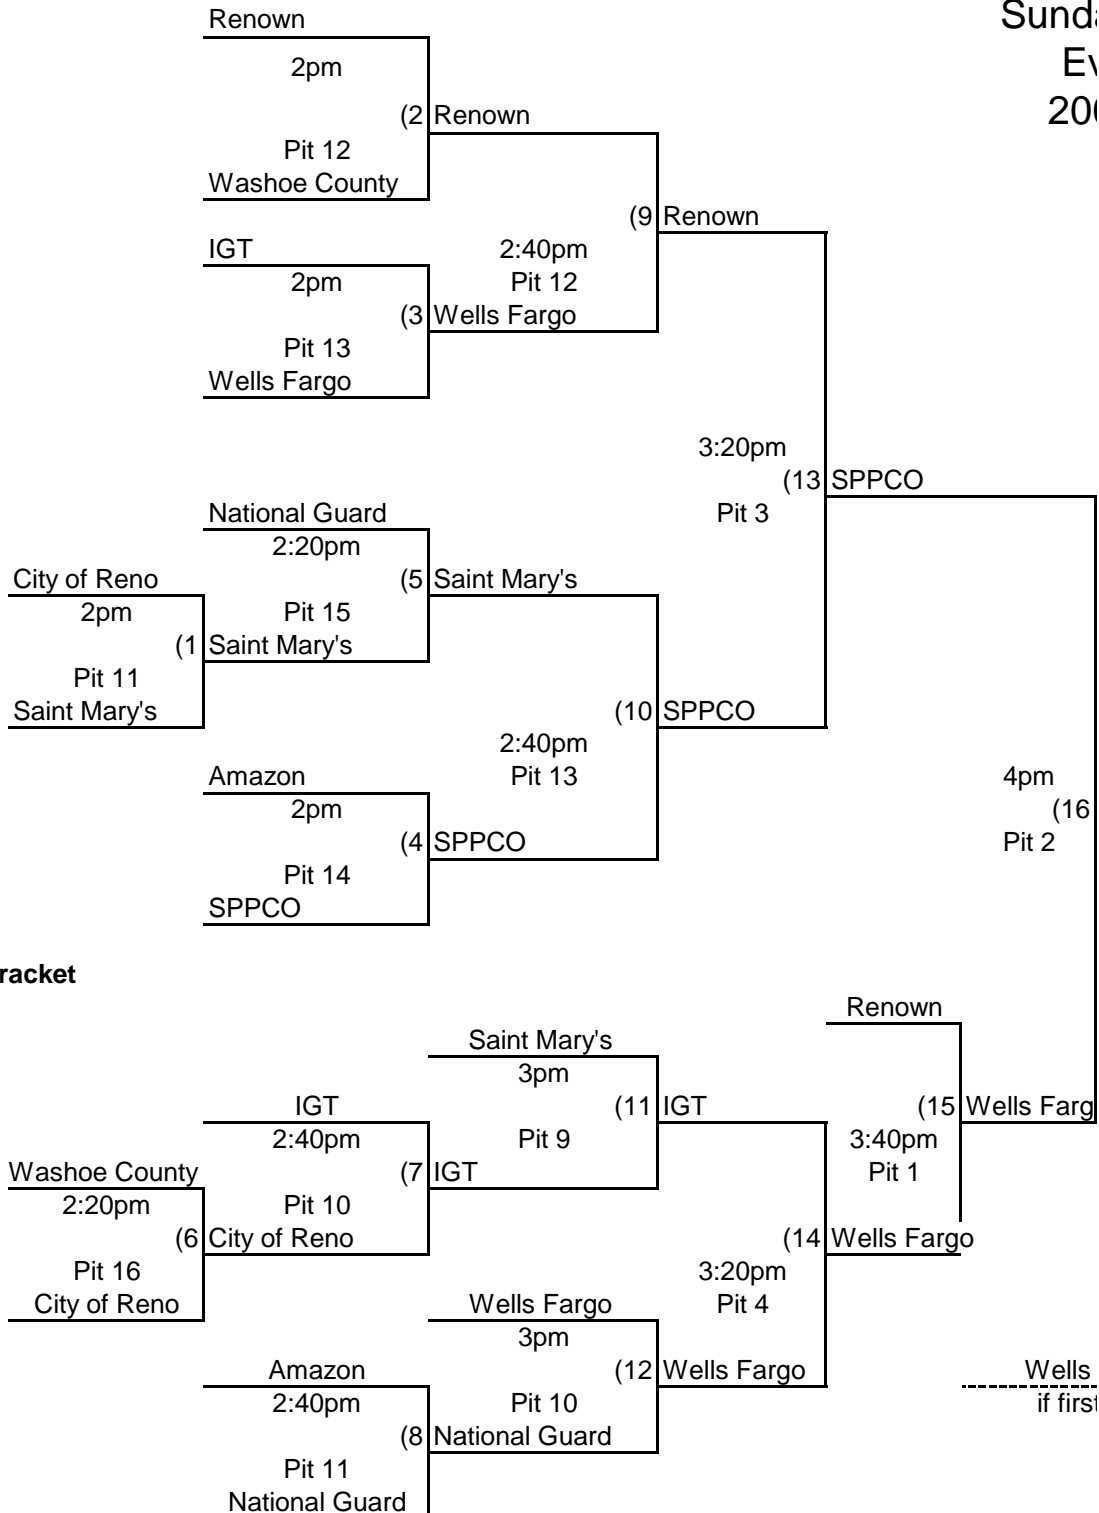 Renown
Sunda
2pm
Ev
(2 Renown
200
Pit 12
Washoe County
(9 Renown
IGT
2:40pm
2pm
Pit 12
(3 Wells Fargo
Pit 13
Wells Fargo
3:20pm
(13 SPPCO
National Guard
Pit 3
2:20pm
City of Reno
(5 Saint Mary's
2pm
Pit 15
(1 Saint Mary's
Pit 11
Saint Mary's
(10 SPPCO
2:40pm
Amazon
Pit 13
4pm
2pm
(16
(4 SPPCO
Pit 2
Pit 14
SPPCO
racket
Renown
Saint Mary's
3pm
IGT
(11 IGT
(15 Wells Farg
2:40pm
Pit 9
3:40pm
Washoe County
(7 IGT
Pit 1
2:20pm
Pit 10
(6 City of Reno
(14 Wells Fargo
Pit 16
3:20pm
City of Reno
Wells Fargo
Pit 4
3pm
Amazon
(12 Wells Fargo
Wells
2:40pm
Pit 10
if first
(8 National Guard
Pit 11
National Guard